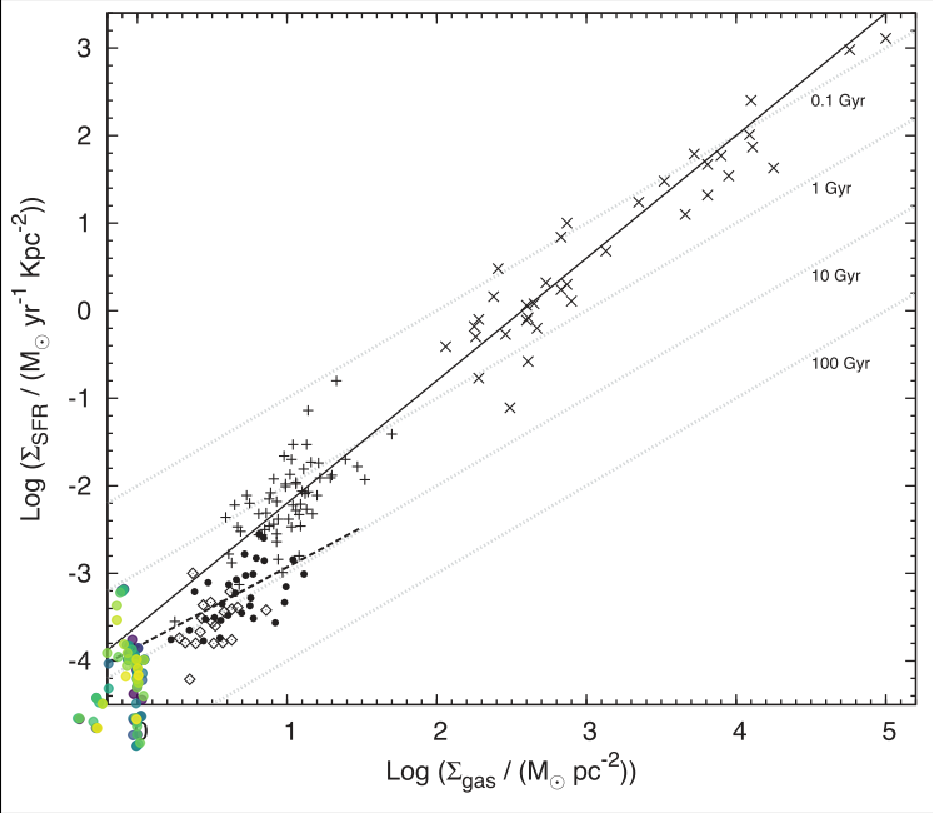 3
2
1
0
-1
-2
-3
-4
Log (Σ_SFR / (M_☉ yr⁻¹ Kpc⁻²))
0.1 Gyr
1 Gyr
10 Gyr
100 Gyr
0 1 2 3 4 5
Log (Σ_gas / (M_☉ pc⁻²))